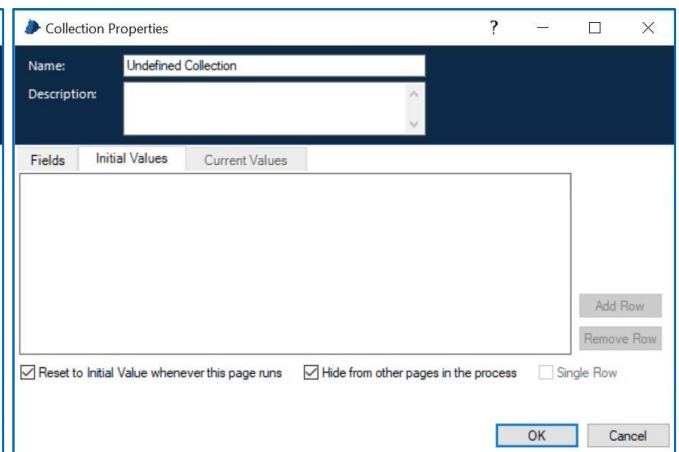 Collection Properties ?
Name: Undefined Collection
Description:
Fields Initial Values Current Values
Add Row
Remove Row
Reset to Initial Value whenever this page runs Hide from other pages in the process Single Row
OK Cancel